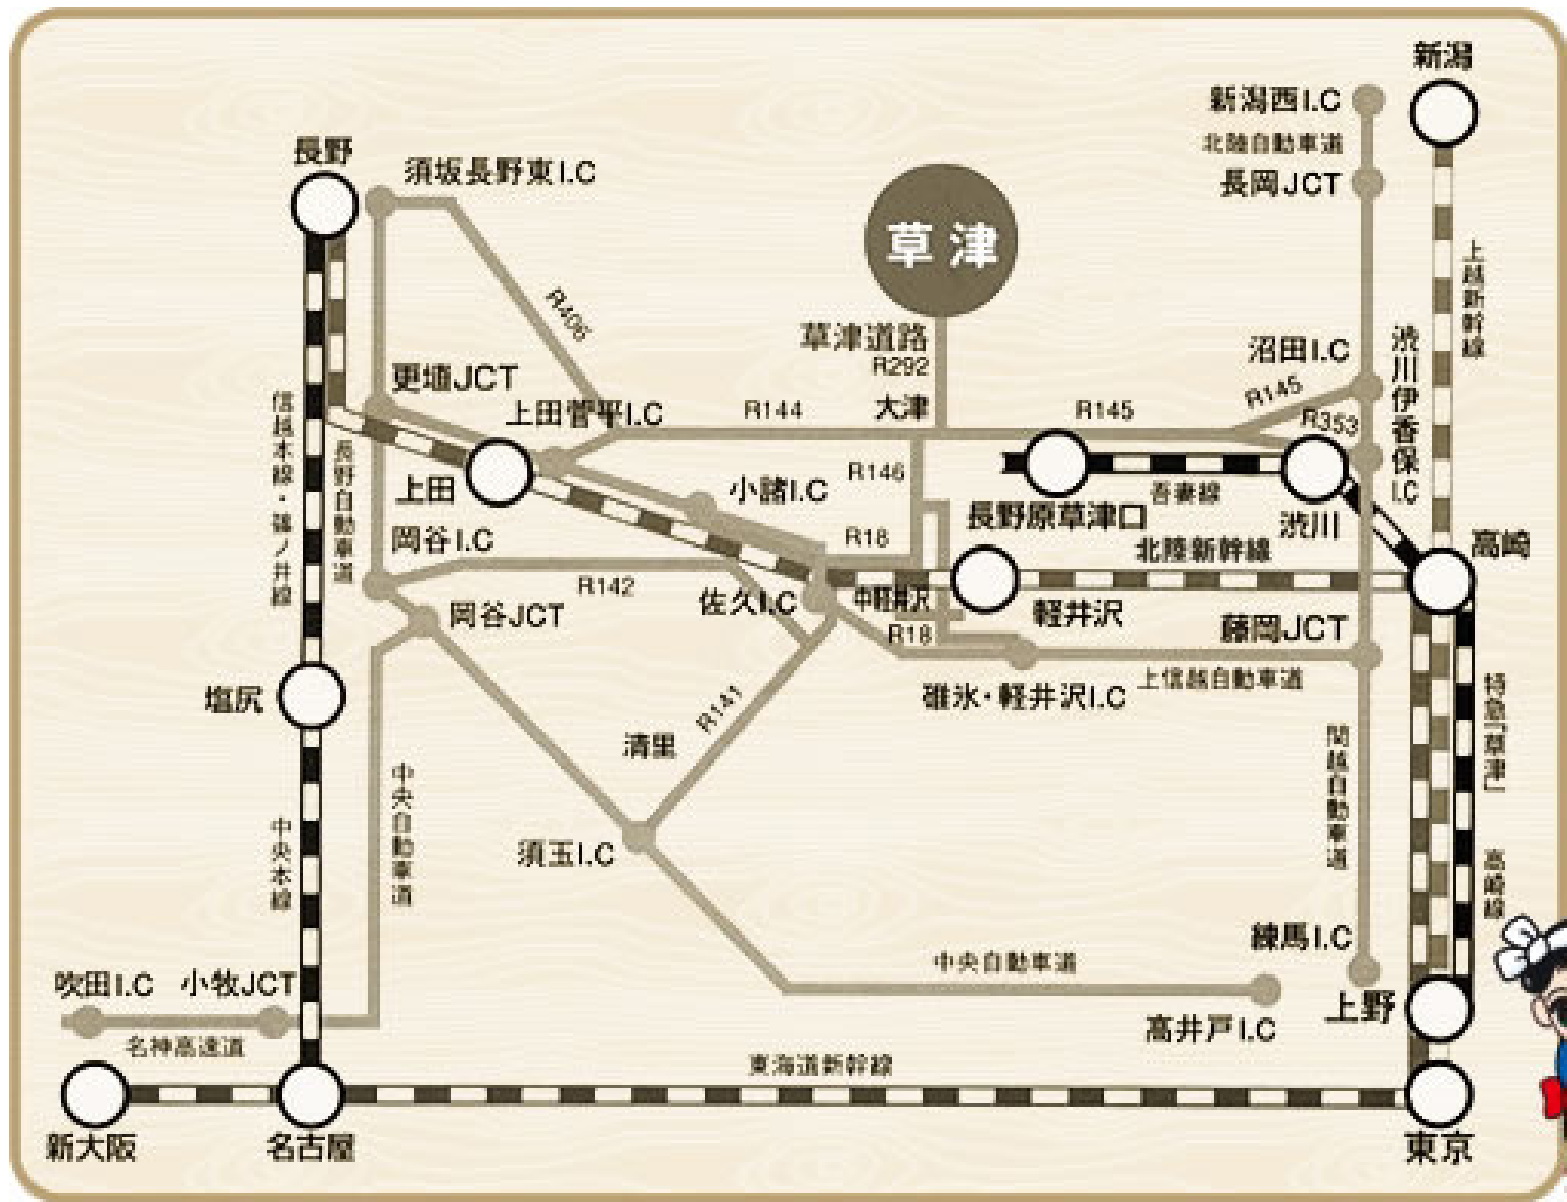 新潟
新潟西I.C
北陸自動車道
長岡JCT
長野
須坂長野東I.C
草津
上越新幹線
R406
草津道路
R292
沼田I.C
渋川伊香保I.C
更埴JCT
上田菅平I.C
R144
大津
R145
R145
R353
信越本線・篠ノ井線
長野自動車道
上田
小諸I.C
R146
長野原草津口
吾妻線
渋川
岡谷I.C
R18
北陸新幹線
高崎
R142
佐久I.C
中軽井沢
軽井沢
岡谷JCT
R18
藤岡JCT
塩尻
碓氷・軽井沢I.C
上信越自動車道
R141
清里
特急「草津」
関越自動車道
中央自動車道
中央本線
須玉I.C
高崎線
練馬I.C
中央自動車道
吹田I.C
小牧JCT
上野
高井戸I.C
名神高速道
東海道新幹線
新大阪
名古屋
東京